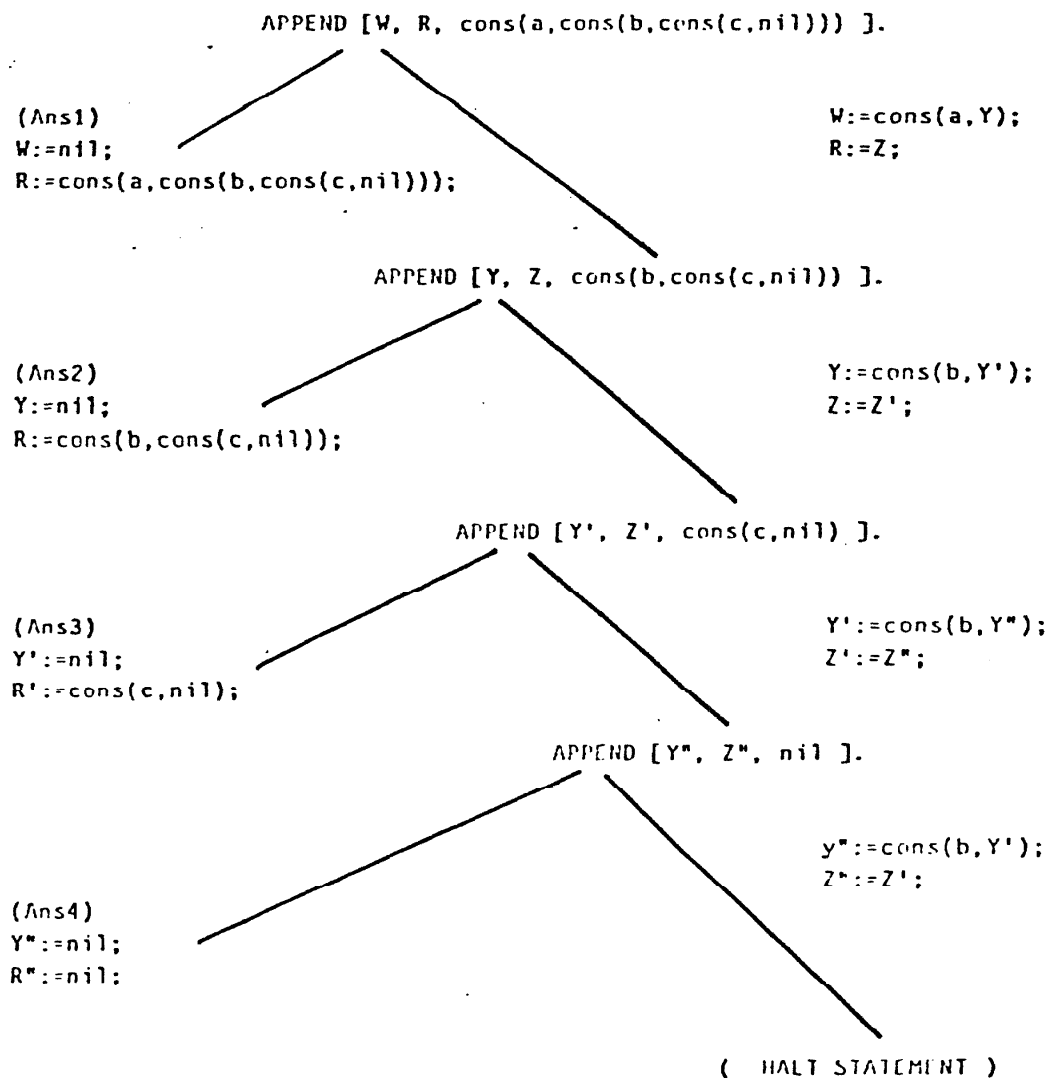 APPEND [W, R, cons(a,cons(b,cons(c,nil))) ].
(Ans1)
W:=nil;
R:=cons(a,cons(b,cons(c,nil)));
W:=cons(a,Y);
R:=Z;
APPEND [Y, Z, cons(b,cons(c,nil)) ].
(Ans2)
Y:=nil;
R:=cons(b,cons(c,nil));
Y:=cons(b,Y');
Z:=Z';
APPEND [Y', Z', cons(c,nil) ].
(Ans3)
Y':=nil;
R':=cons(c,nil);
Y':=cons(b,Y");
Z':=Z";
APPEND [Y", Z", nil ].
(Ans4)
Y":=nil;
R":=nil;
y":=cons(b,Y');
Z":=Z';
( HALT STATEMENT )